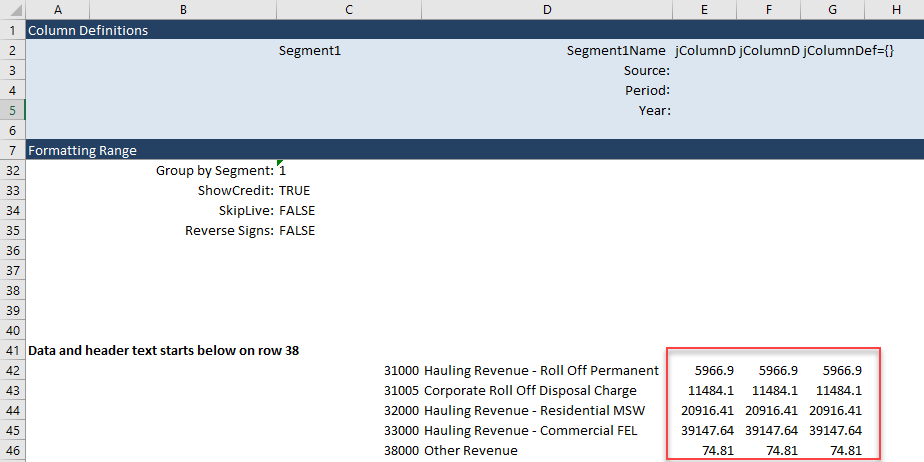 A B C D E F G H
1 Column Definitions
2 Segment1 Segment1Name jColumnD jColumnD jColumnDef={}
3 Source:
4 Period:
5 Year:
6
7 Formatting Range
32 Group by Segment: 1
33 ShowCredit: TRUE
34 SkipLive: FALSE
35 Reverse Signs: FALSE
36
37
38
39
40
41 Data and header text starts below on row 38
42 31000 Hauling Revenue - Roll Off Permanent 5966.9 5966.9 5966.9
43 31005 Corporate Roll Off Disposal Charge 11484.1 11484.1 11484.1
44 32000 Hauling Revenue - Residential MSW 20916.41 20916.41 20916.41
45 33000 Hauling Revenue - Commercial FEL 39147.64 39147.64 39147.64
46 38000 Other Revenue 74.81 74.81 74.81